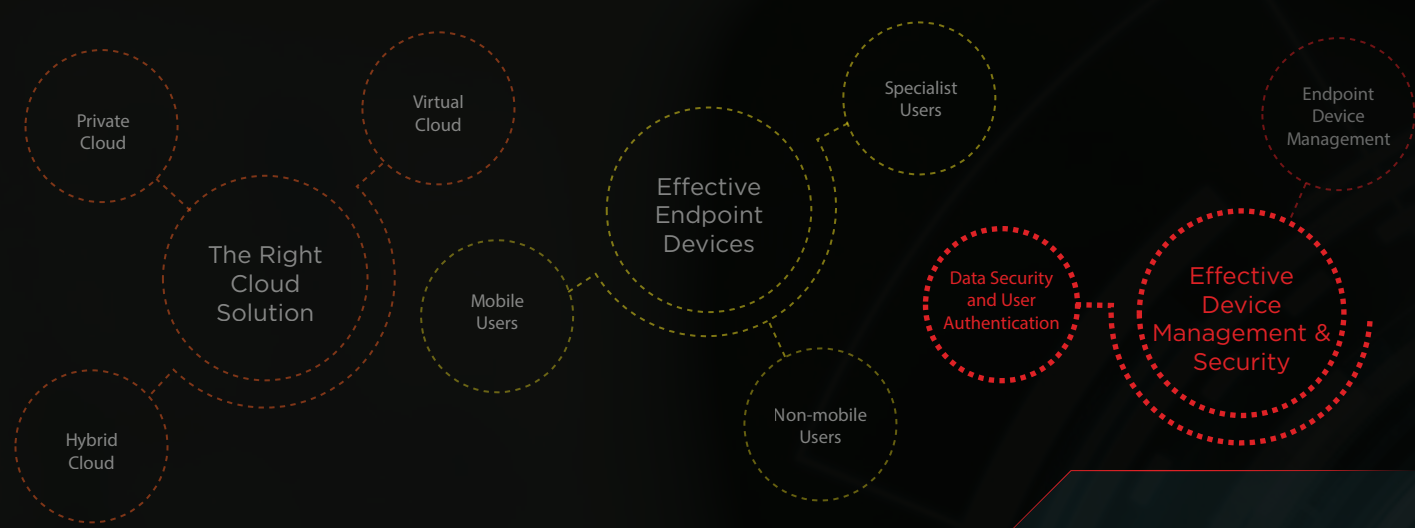 Private
Cloud
Virtual
Cloud
The Right
Cloud
Solution
Hybrid
Cloud
Mobile
Users
Effective
Endpoint
Devices
Specialist
Users
Non-mobile
Users
Data Security
and User
Authentication
Effective
Device
Management &
Security
Endpoint
Device
Management